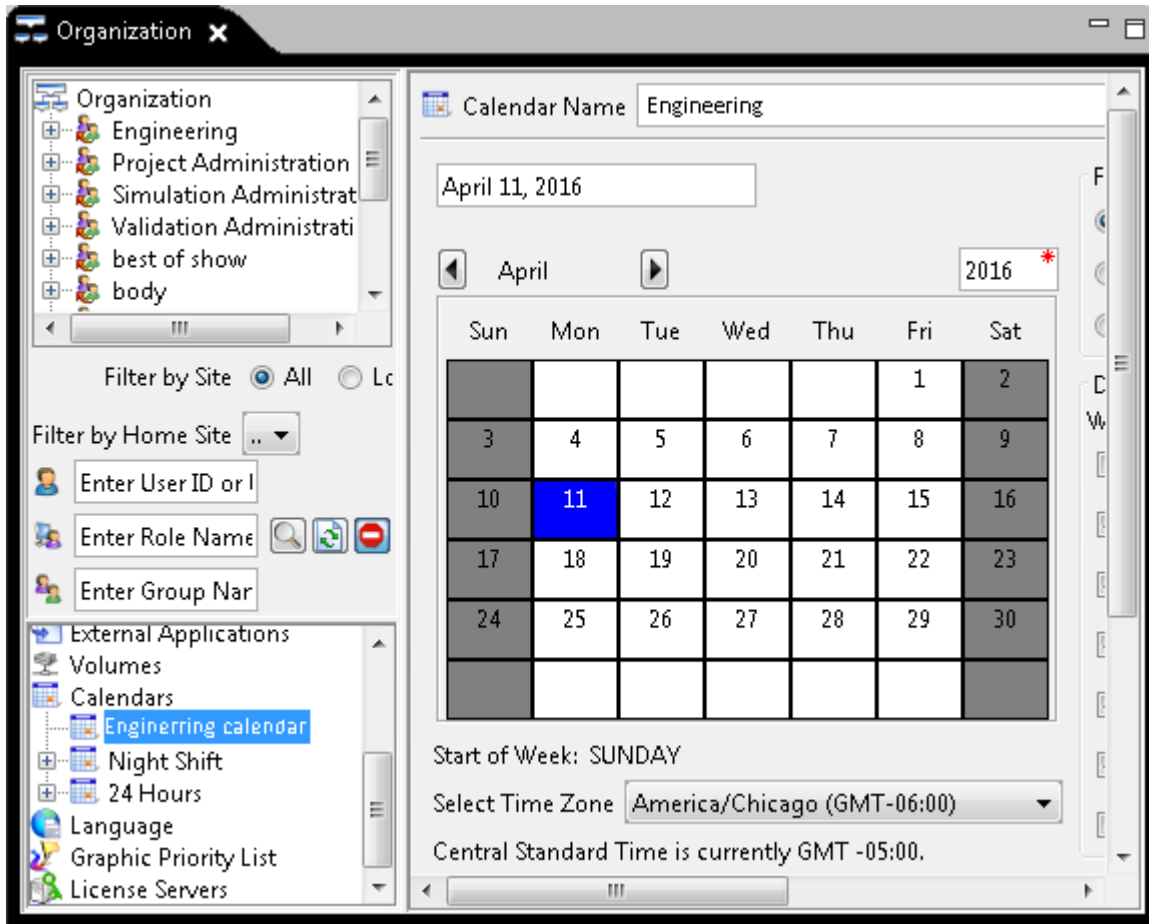 Organization
Organization
Engineering
Project Administration
Simulation Administrat
Validation Administrati
best of show
body
Filter by Site All Lc
Filter by Home Site ..
Enter User ID or
Enter Role Name
Enter Group Nar
External Applications
Volumes
Calendars
Enginerring calendar
Night Shift
24 Hours
Language
Graphic Priority List
License Servers
Calendar Name Engineering
April 11, 2016
April 2016 *
Sun Mon Tue Wed Thu Fri Sat
1 2
3 4 5 6 7 8 9
10 11 12 13 14 15 16
17 18 19 20 21 22 23
24 25 26 27 28 29 30
Start of Week: SUNDAY
Select Time Zone America/Chicago (GMT-06:00)
Central Standard Time is currently GMT -05:00.
F
D
W